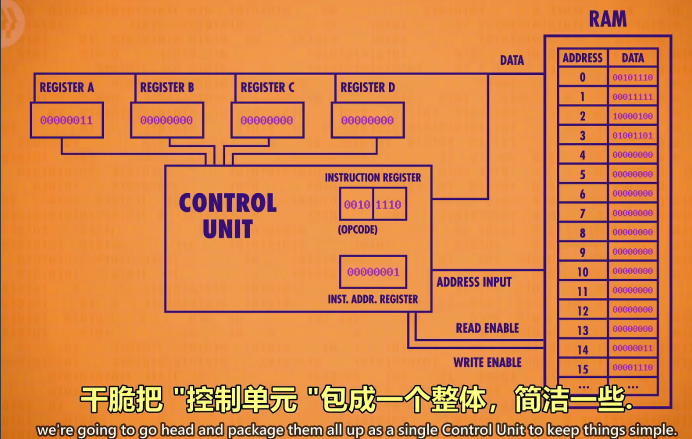 RAM
DATA
ADDRESS DATA
0 00101110
1 00011111
2 10000100
3 01001101
4 00000000
5 00000000
6 00000000
7 00000000
8 00000000
9 00000000
10 00000000
11 00000000
12 00000000
13 00000000
14 00000011
15 00001110
... ...
REGISTER A
00000011
REGISTER B
00000000
REGISTER C
00000000
REGISTER D
00000000
CONTROL
UNIT
INSTRUCTION REGISTER
0010 1110
(OPCODE)
00000001
INST. ADDR. REGISTER
ADDRESS INPUT
READ ENABLE
WRITE ENABLE
干脆把 "控制单元 "包成一个整体，简洁一些.
we're going to go head and package them all up as a single Control Unit to keep things simple.